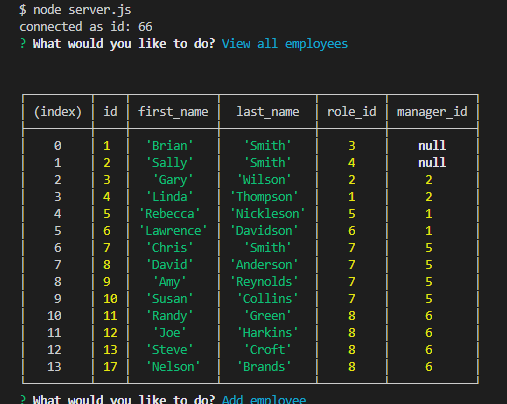 $ node server.js
connected as id: 66
? What would you like to do? View all employees
(index) id first_name last_name role_id manager_id
0 1 'Brian' 'Smith' 3 null
1 2 'Sally' 'Smith' 4 null
2 3 'Gary' 'Wilson' 2 2
3 4 'Linda' 'Thompson' 1 2
4 5 'Rebecca' 'Nickleson' 5 1
5 6 'Lawrence' 'Davidson' 6 1
6 7 'Chris' 'Smith' 7 5
7 8 'David' 'Anderson' 7 5
8 9 'Amy' 'Reynolds' 7 5
9 10 'Susan' 'Collins' 7 5
10 11 'Randy' 'Green' 8 6
11 12 'Joe' 'Harkins' 8 6
12 13 'Steve' 'Croft' 8 6
13 17 'Nelson' 'Brands' 8 6
? What would you like to do? Add employee